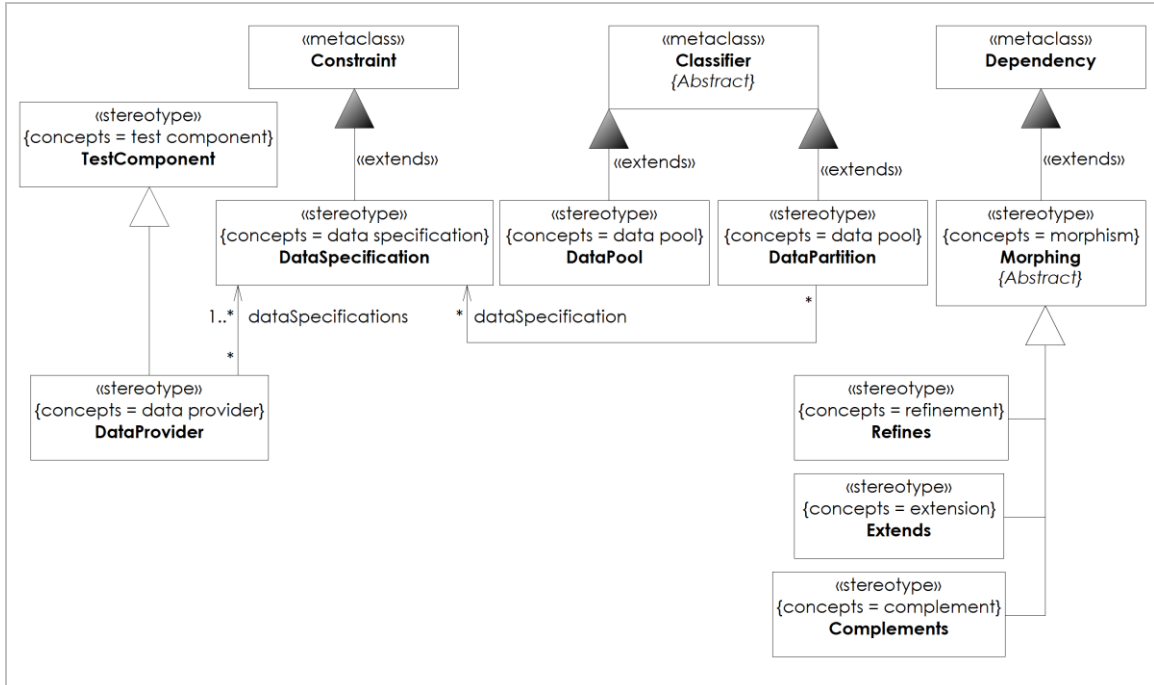 «metaclass»
Constraint
«metaclass»
Classifier
{Abstract}
«metaclass»
Dependency
«stereotype»
{concepts = test component}
TestComponent
«extends»
«extends»
«extends»
«extends»
«stereotype»
{concepts = data specification}
DataSpecification
«stereotype»
{concepts = data pool}
DataPool
«stereotype»
{concepts = data pool}
DataPartition
«stereotype»
{concepts = morphism}
Morphing
{Abstract}
1..* dataSpecifications
* dataSpecification
*
*
«stereotype»
{concepts = data provider}
DataProvider
«stereotype»
{concepts = refinement}
Refines
«stereotype»
{concepts = extension}
Extends
«stereotype»
{concepts = complement}
Complements